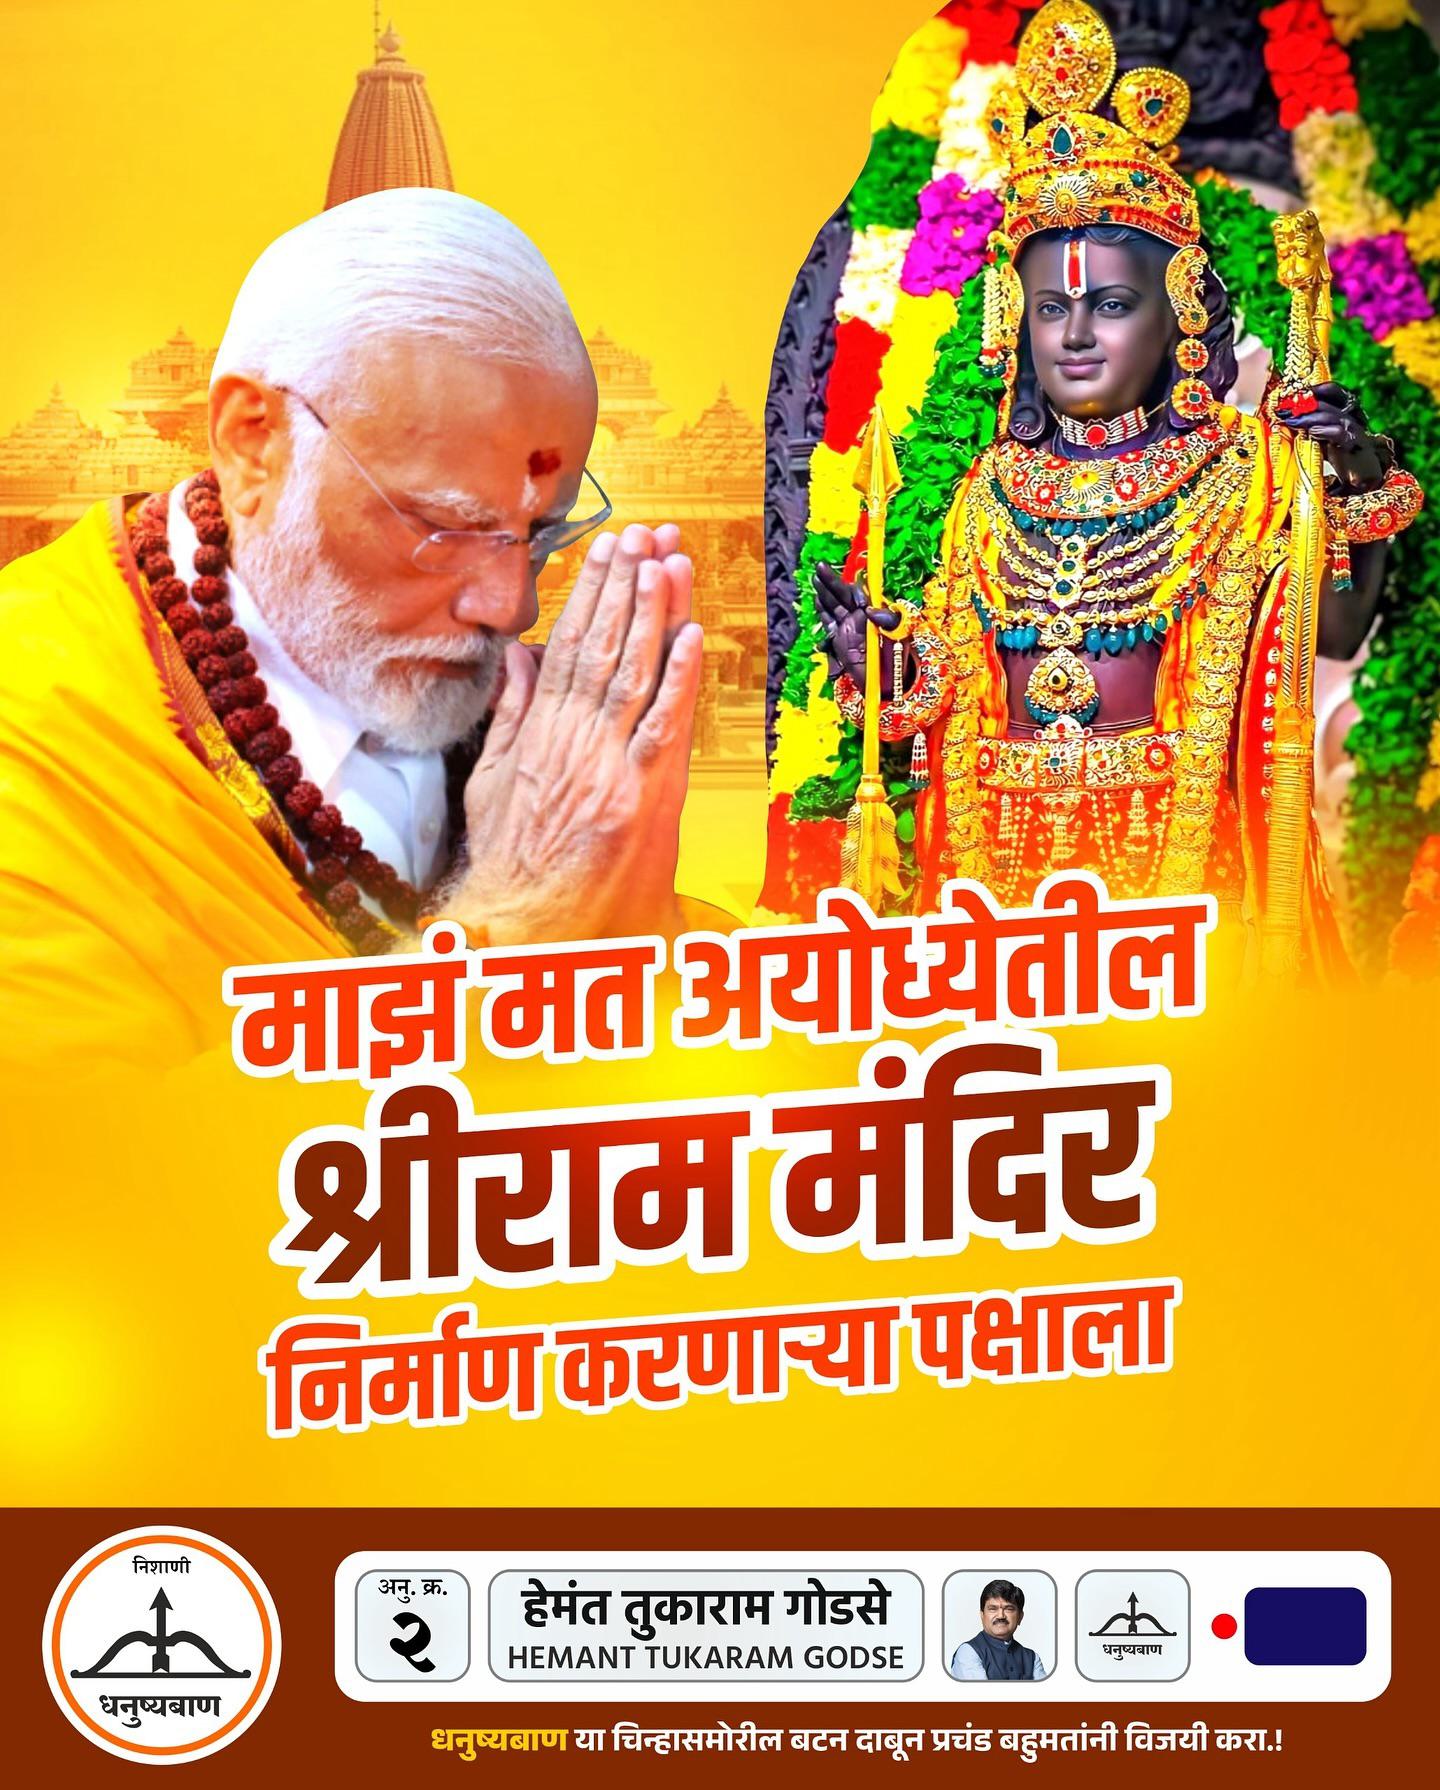 माझं मत अयोध्येतील
श्रीराम मंदिर
निर्माण करणाऱ्या पक्षाला
निशाणी
धनुष्यबाण
अनु. क्र.
२
हेमंत तुकाराम गोडसे
HEMANT TUKARAM GODSE
धनुष्यबाण
धनुष्यबाण या चिन्हासमोरील बटन दाबून प्रचंड बहुमतांनी विजयी करा.!